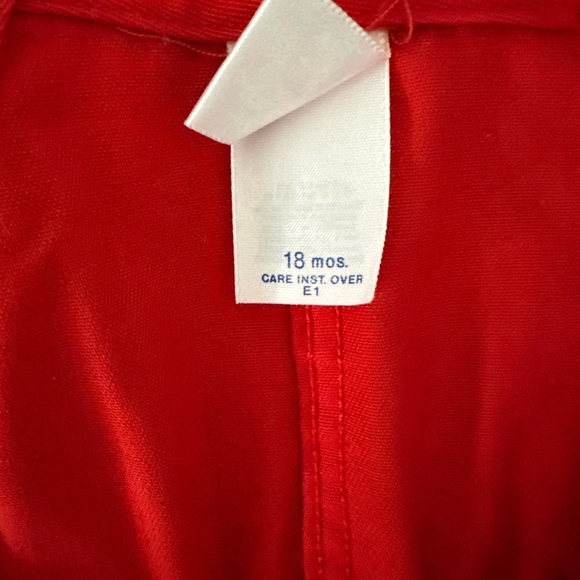 18 mos.
CARE INST. OVER
E1